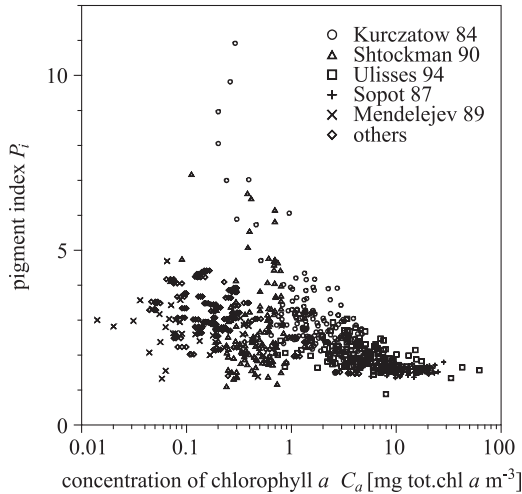 10
5
0
0.01 0.1 1 10 100
pigment index Pi
concentration of chlorophyll a Ca [mg tot.chl a m-3]
Kurczatow 84
Shtockman 90
Ulisses 94
Sopot 87
Mendelejev 89
others